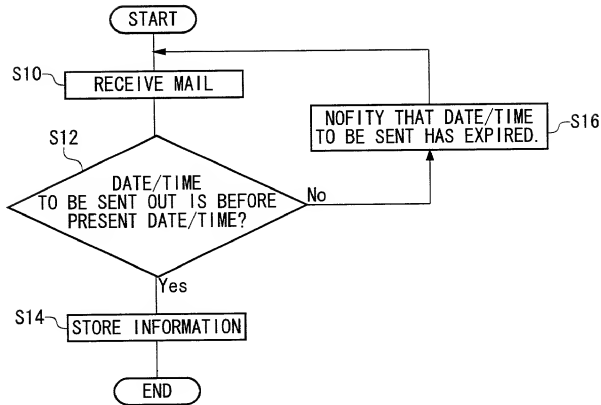 START
S10
RECEIVE MAIL
NOFITY THAT DATE/TIME
TO BE SENT HAS EXPIRED.
S16
S12
DATE/TIME
TO BE SENT OUT IS BEFORE
PRESENT DATE/TIME?
No
Yes
S14
STORE INFORMATION
END